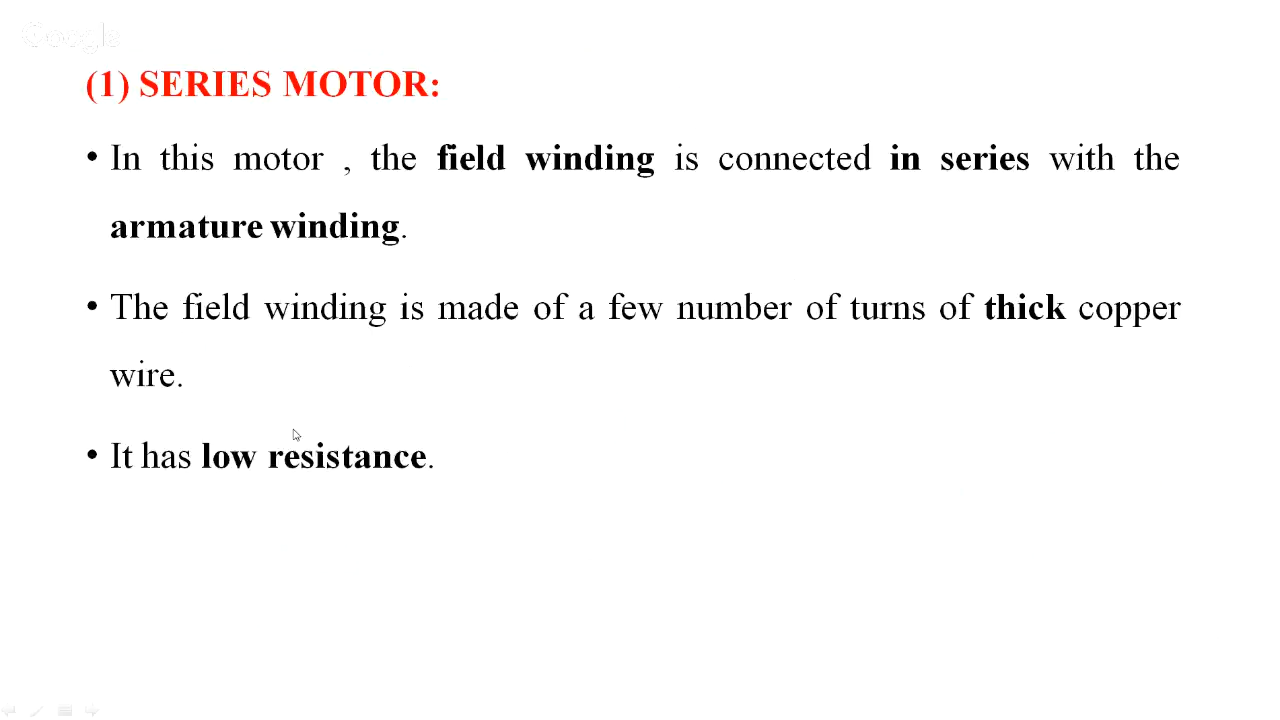 Google
(1) SERIES MOTOR:
• In this motor , the field winding is connected in series with the
armature winding.
• The field winding is made of a few number of turns of thick copper
wire.
• It has low resistance.